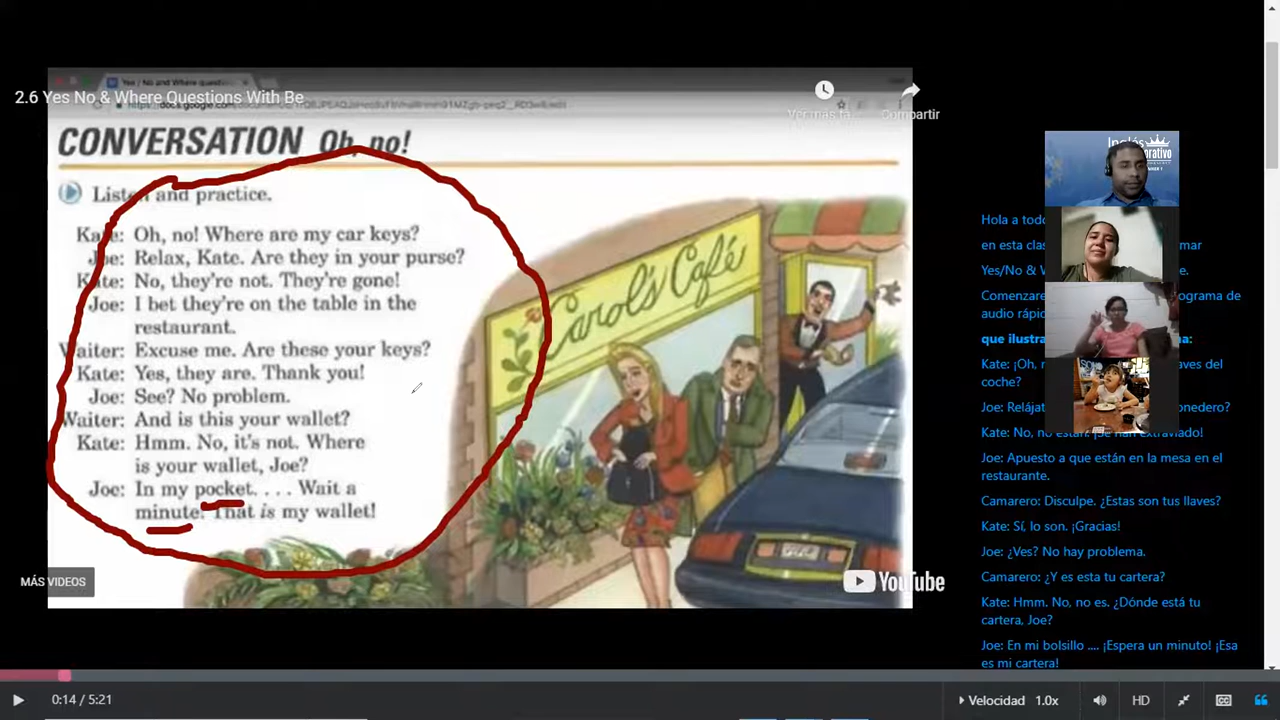 2.6 Yes No & Where Questions With Be
Ver más ta...
Compartir
CONVERSATION Oh, no!
Listen and practice.
Kate: Oh, no! Where are my car keys?
Joe: Relax, Kate. Are they in your purse?
Kate: No, they're not. They're gone!
Joe: I bet they're on the table in the
restaurant.
Waiter: Excuse me. Are these your keys?
Kate: Yes, they are. Thank you!
Joe: See? No problem.
Waiter: And is this your wallet?
Kate: Hmm. No, it's not. Where
is your wallet, Joe?
Joe: In my pocket. . . . Wait a
minute. That is my wallet!
Carol's Café
MÁS VIDEOS
YouTube
Inglés
Hola a todo
en esta clas
mar
Yes/No & W
Comenzare
ograma de
audio rápi
que ilustra
Kate: ¡Oh, n
aves del
coche?
Joe: Relája
onedero?
Kate: No, no están. ¡Se han extraviado!
Joe: Apuesto a que están en la mesa en el
restaurante.
Camarero: Disculpe. ¿Estas son tus llaves?
Kate: Sí, lo son. ¡Gracias!
Joe: ¿Ves? No hay problema.
Camarero: ¿Y es esta tu cartera?
Kate: Hmm. No, no es. ¿Dónde está tu
cartera, Joe?
Joe: En mi bolsillo .... ¡Espera un minuto! ¡Esa
es mi cartera!
0:14 / 5:21
Velocidad 1.0x
HD